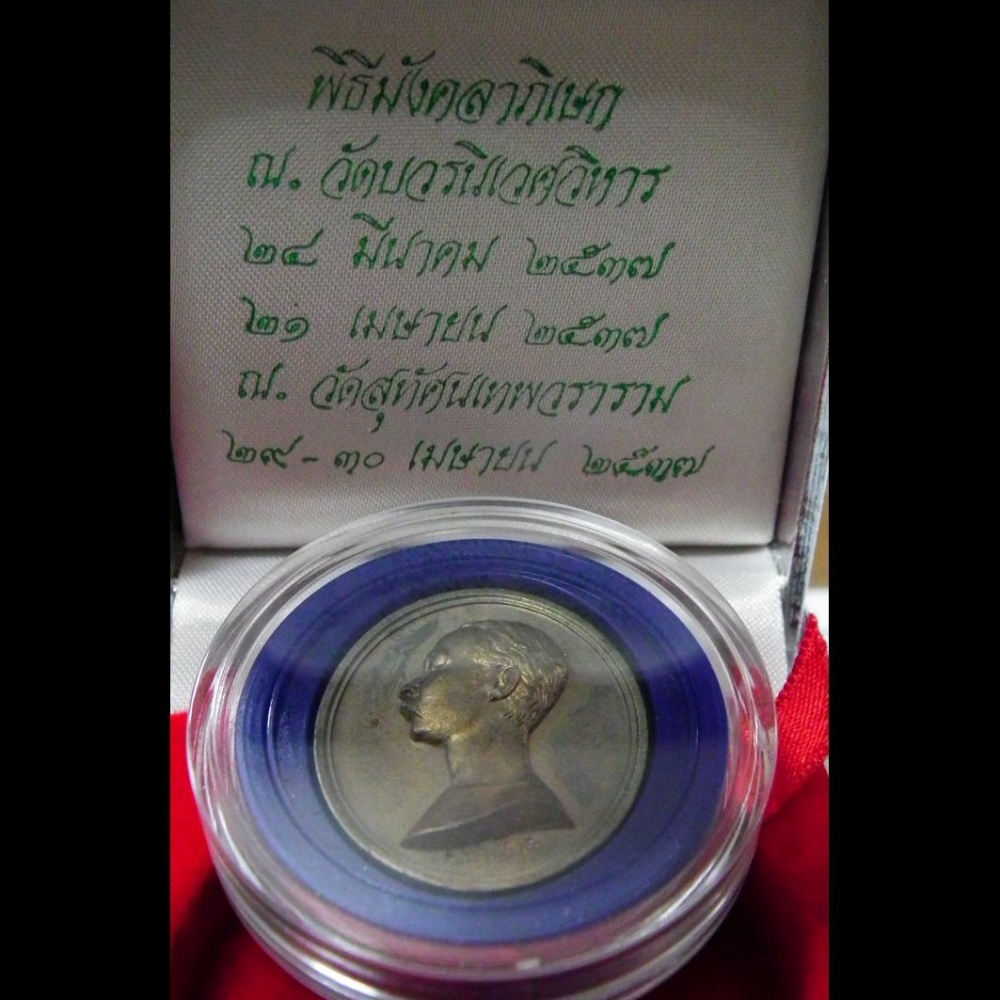 พิธีมังคลาภิเษก
ณ. วัดบวรนิเวศวิหาร
๒๔ มีนาคม ๒๕๓๗
๒๑ เมษายน ๒๕๓๗
ณ. วัดสุทัศนเทพวราราม
๒๙ - ๓๐ เมษายน ๒๕๓๗